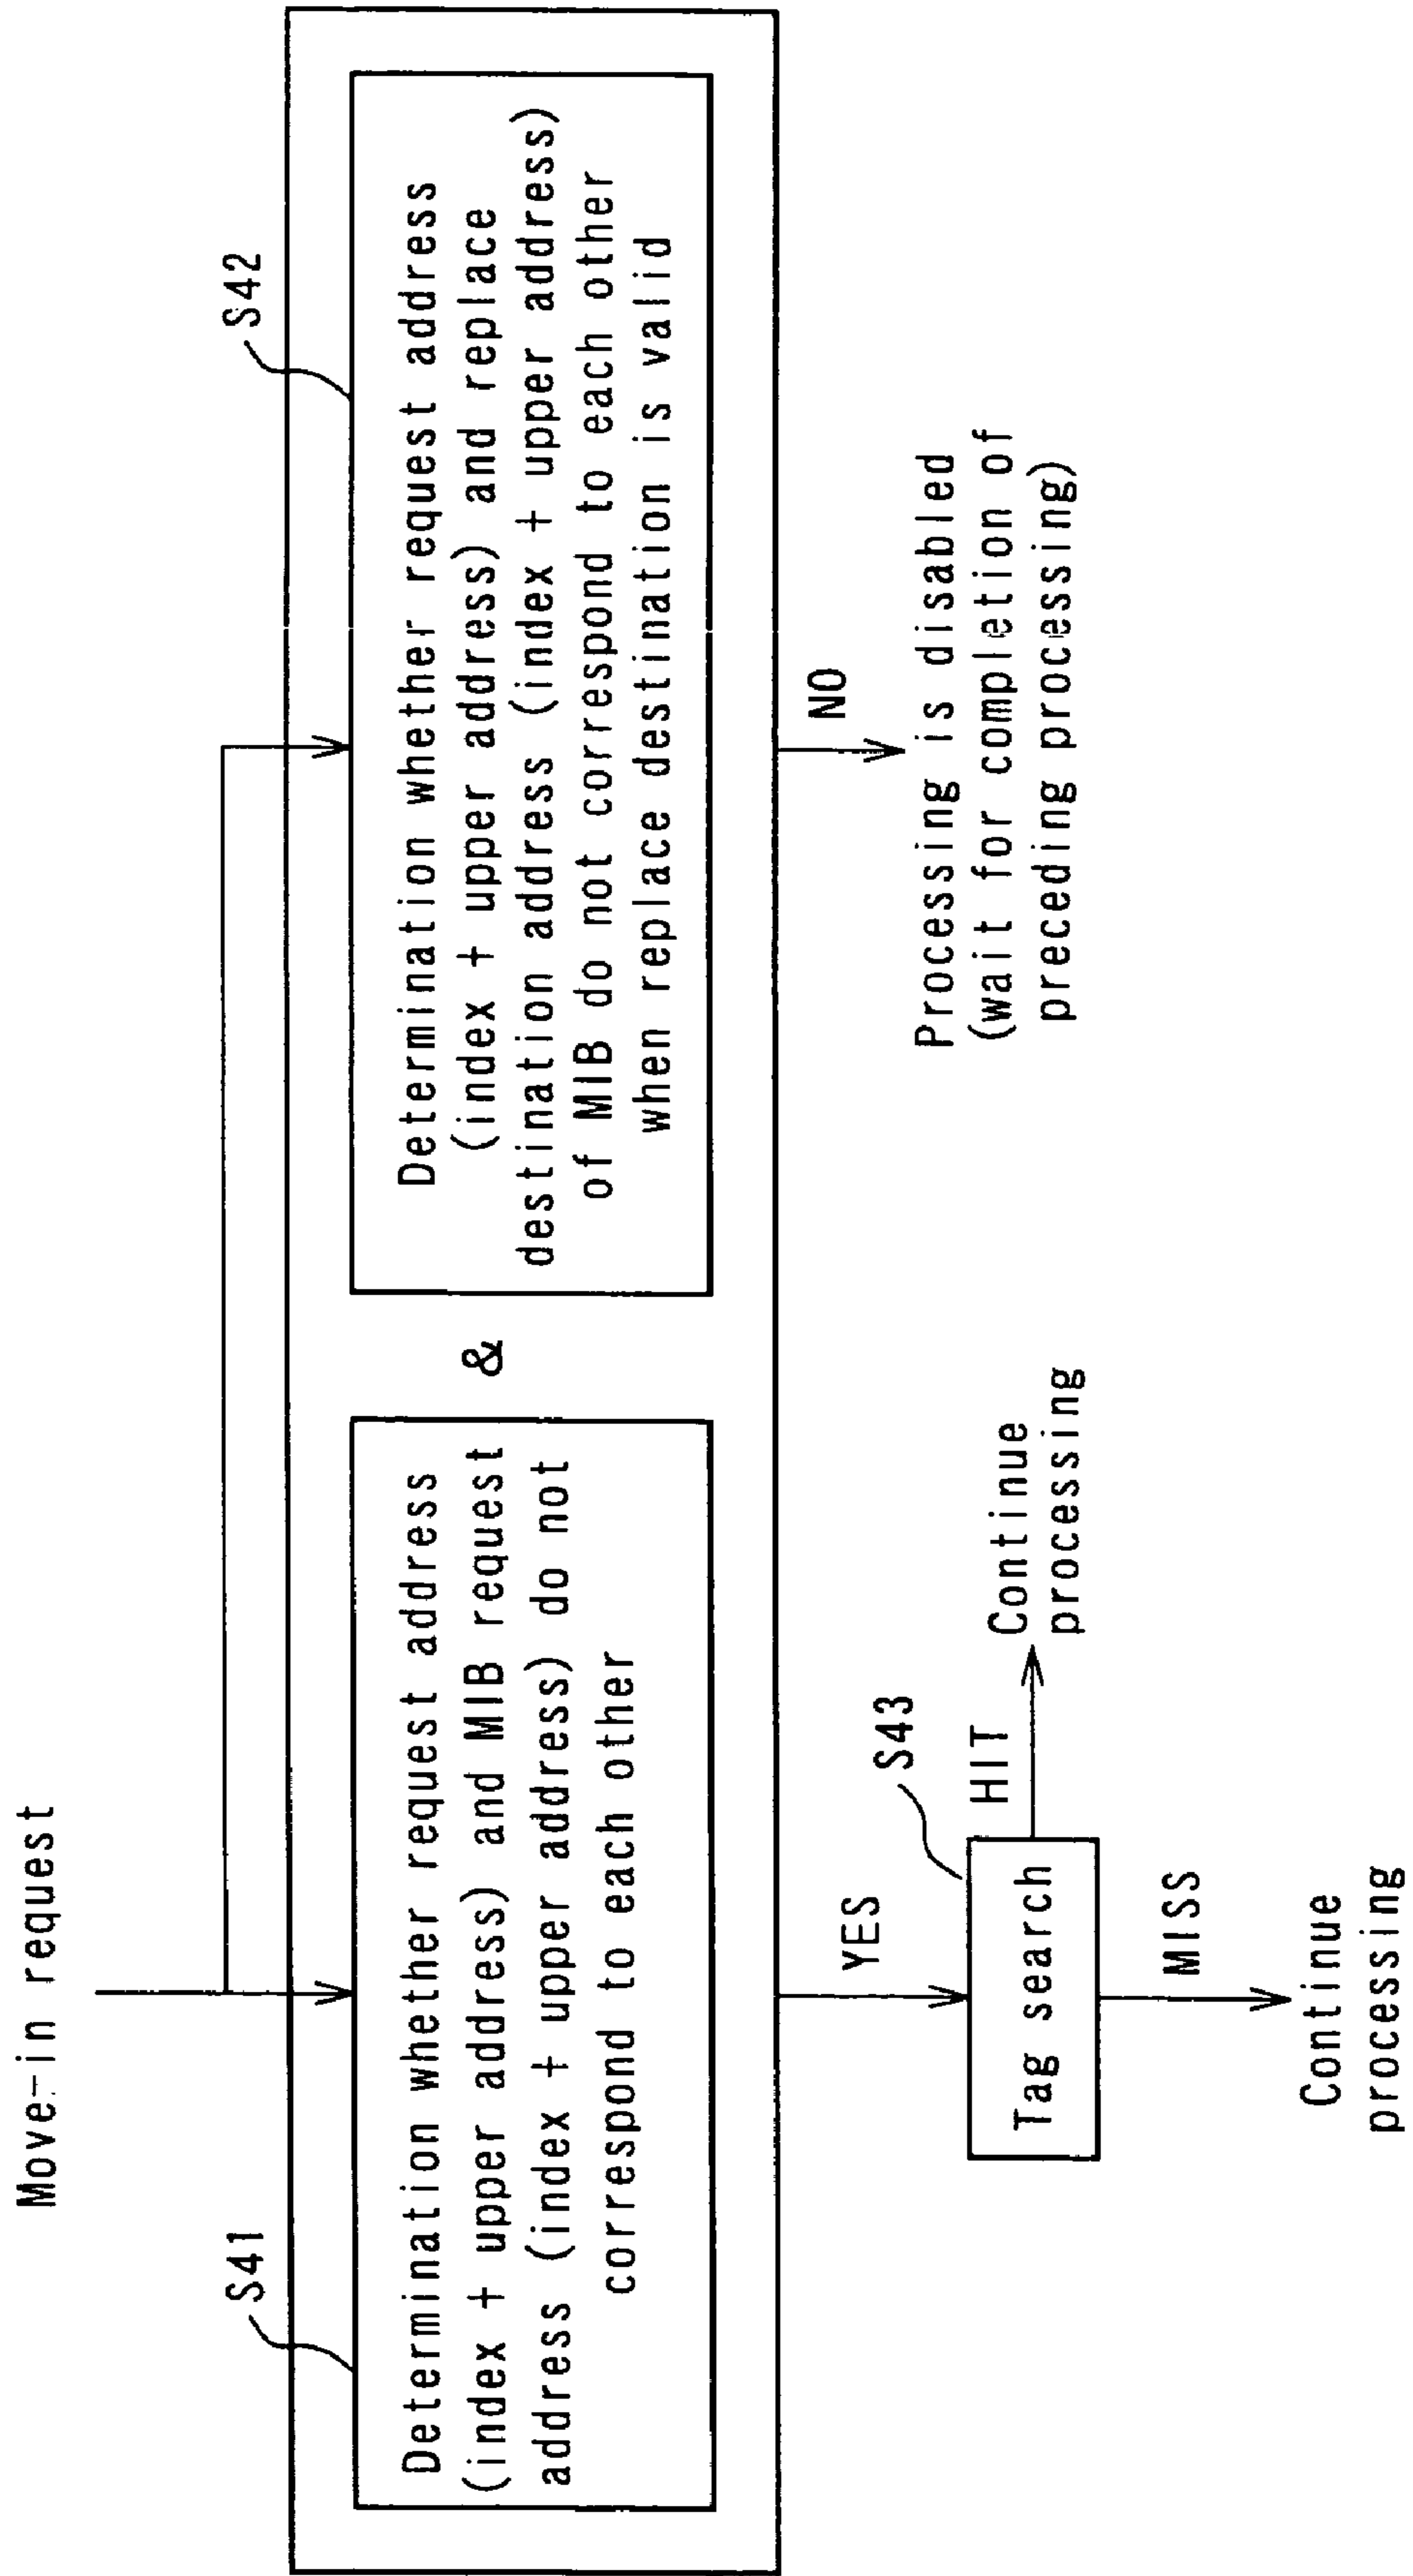 Move-in request
S41
Determination whether request address
(index + upper address) and MIB request
address (index + upper address) do not
correspond to each other
&
S42
Determination whether request address
(index + upper address) and replace
destination address (index + upper address)
of MIB do not correspond to each other
when replace destination is valid
YES
NO
Processing is disabled
(wait for completion of
preceding processing)
S43
Tag search
HIT
Continue
processing
MISS
Continue
processing